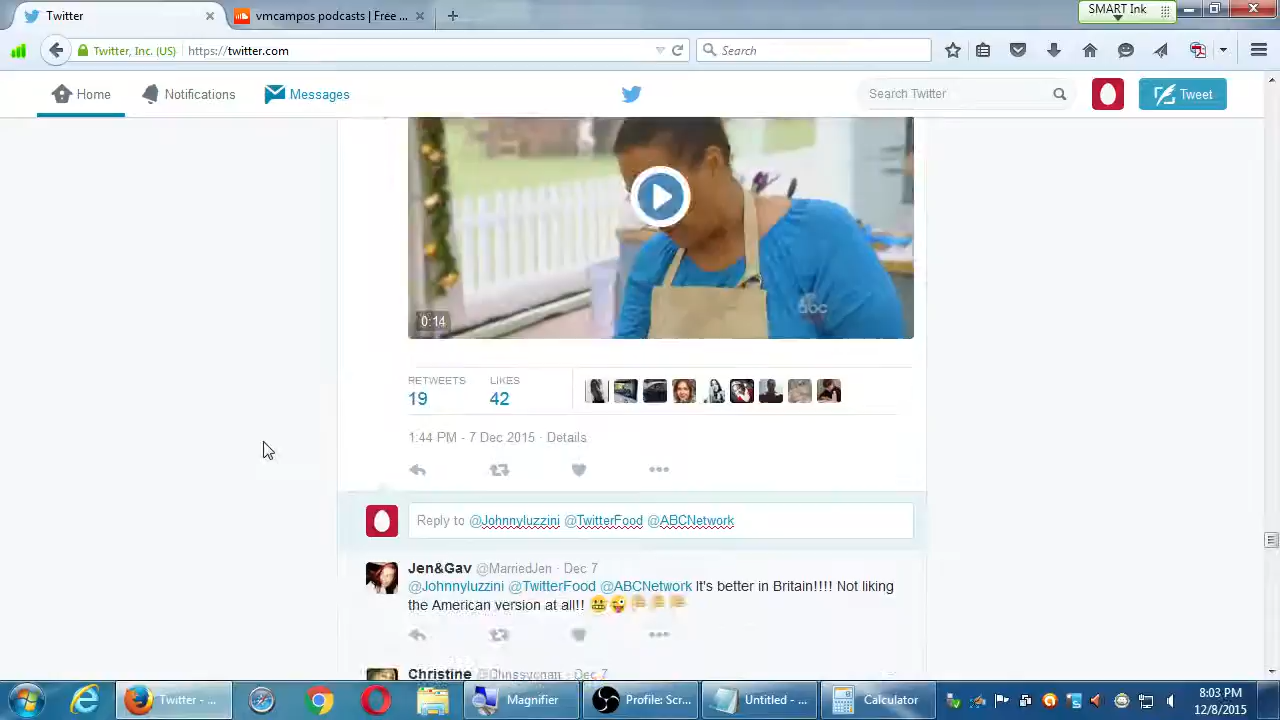 Twitter
vmcampos podcasts | Free ...
SMART Ink
Twitter, Inc. (US)
https://twitter.com
Search
Home
Notifications
Messages
Search Twitter
Tweet
abc
0:14
RETWEETS
LIKES
19
42
1:44 PM - 7 Dec 2015 · Details
Reply to @Johnnyluzzini @TwitterFood @ABCNetwork
Jen&Gav @MarriedJen · Dec 7
@Johnnyluzzini @TwitterFood @ABCNetwork It's better in Britain!!!! Not liking
the American version at all!!
Christine
Dec 7
Twitter - ...
Magnifier
Profile: Scr...
Untitled - ...
Calculator
8:03 PM
12/8/2015